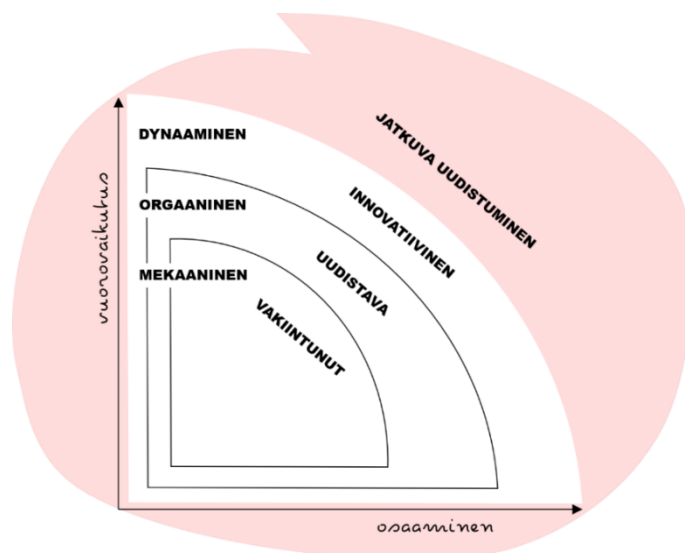 DYNAAMINEN
JATKUVA UUDISTUMINEN
INNOVATIIVINEN
ORGAANINEN
UUDISTAVA
MEKAANINEN
VAKIINTUNUT
vuorovaikutus
osaaminen